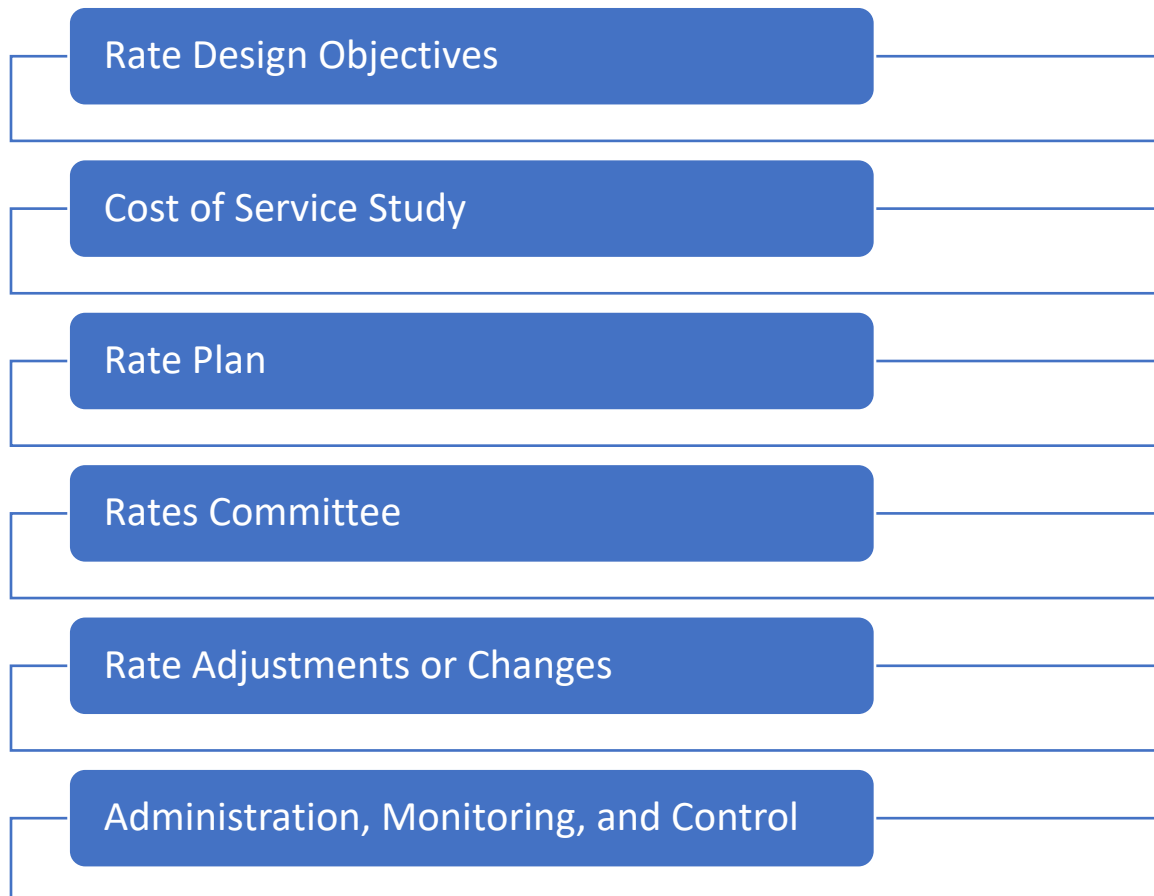 Rate Design Objectives
Cost of Service Study
Rate Plan
Rates Committee
Rate Adjustments or Changes
Administration, Monitoring, and Control